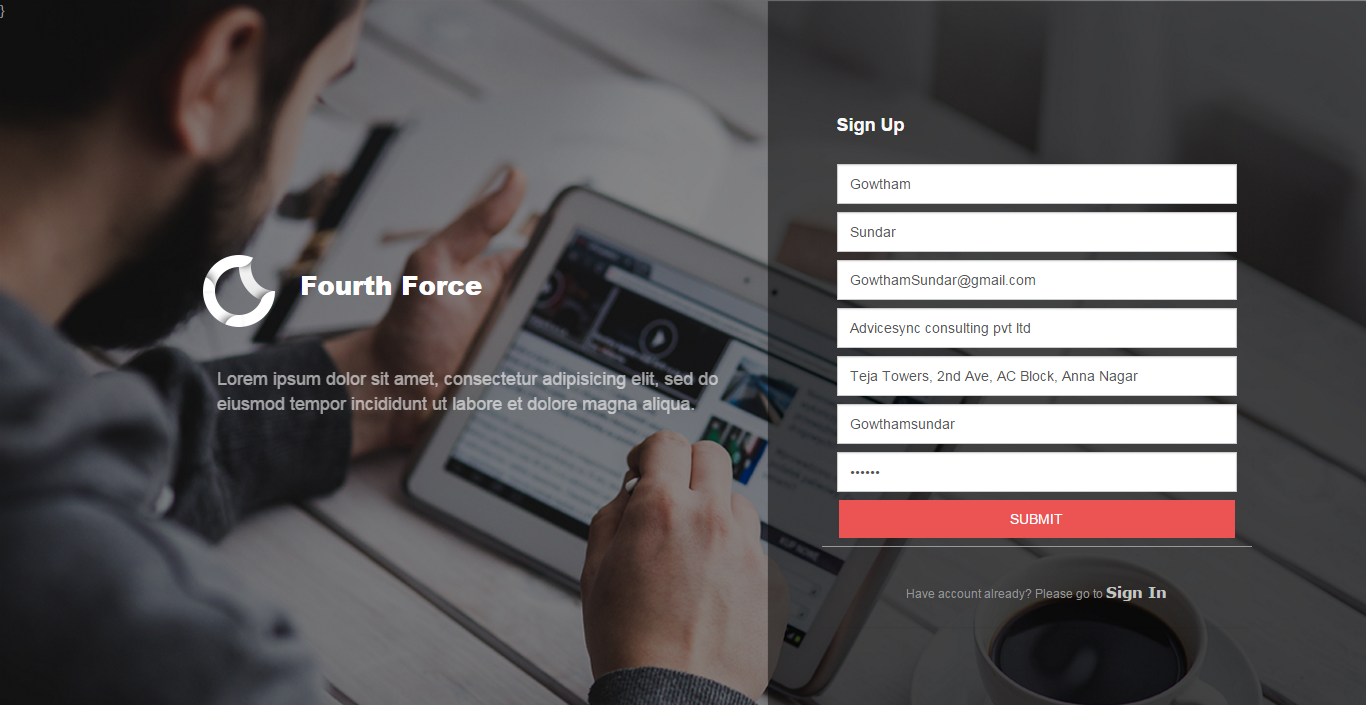 }
Fourth Force
Lorem ipsum dolor sit amet, consectetur adipisicing elit, sed do
eiusmod tempor incididunt ut labore et dolore magna aliqua.
Sign Up
Gowtham
Sundar
GowthamSundar@gmail.com
Advicesync consulting pvt ltd
Teja Towers, 2nd Ave, AC Block, Anna Nagar
Gowthamsundar
••••••
SUBMIT
Have account already? Please go to Sign In